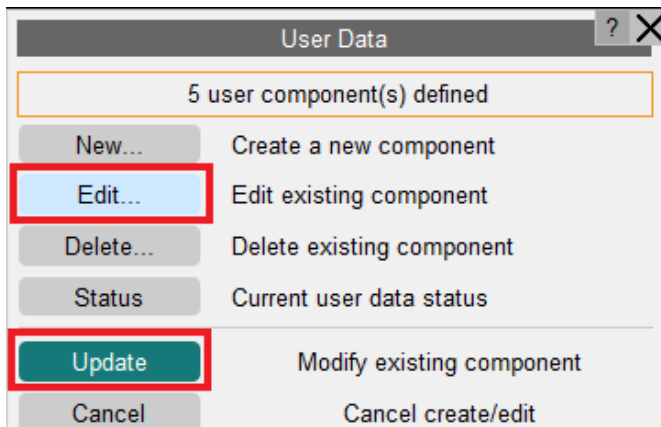 User Data ?
5 user component(s) defined
New... Create a new component
Edit... Edit existing component
Delete... Delete existing component
Status Current user data status
Update Modify existing component
Cancel Cancel create/edit